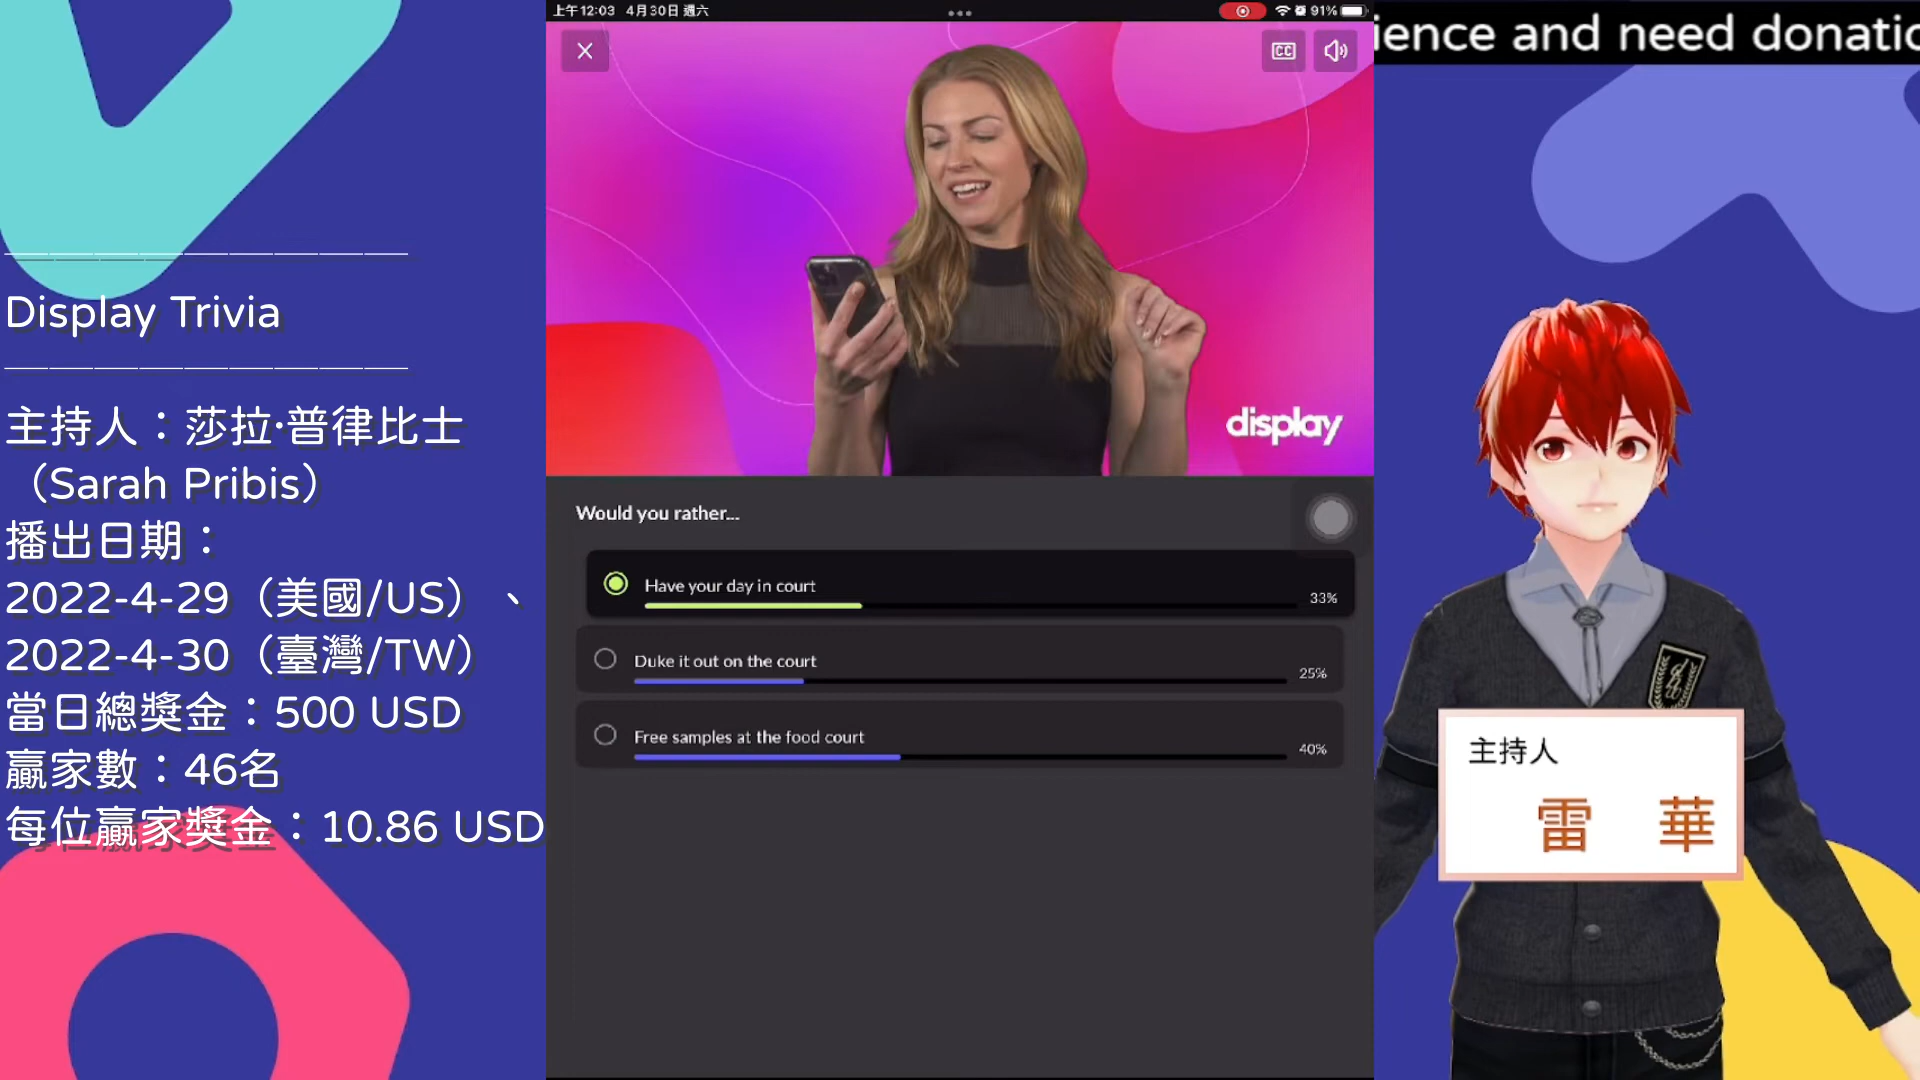 上午12:03 4月30日 週六
91%
ience and need donatio
CC
display
Display Trivia
主持人：莎拉·普律比士
（Sarah Pribis）
播出日期：
2022-4-29（美國/US）、
2022-4-30（臺灣/TW）
當日總獎金：500 USD
贏家數：46名
每位贏家獎金：10.86 USD
Would you rather...
Have your day in court
33%
Duke it out on the court
25%
Free samples at the food court
40%
主持人
雷 華